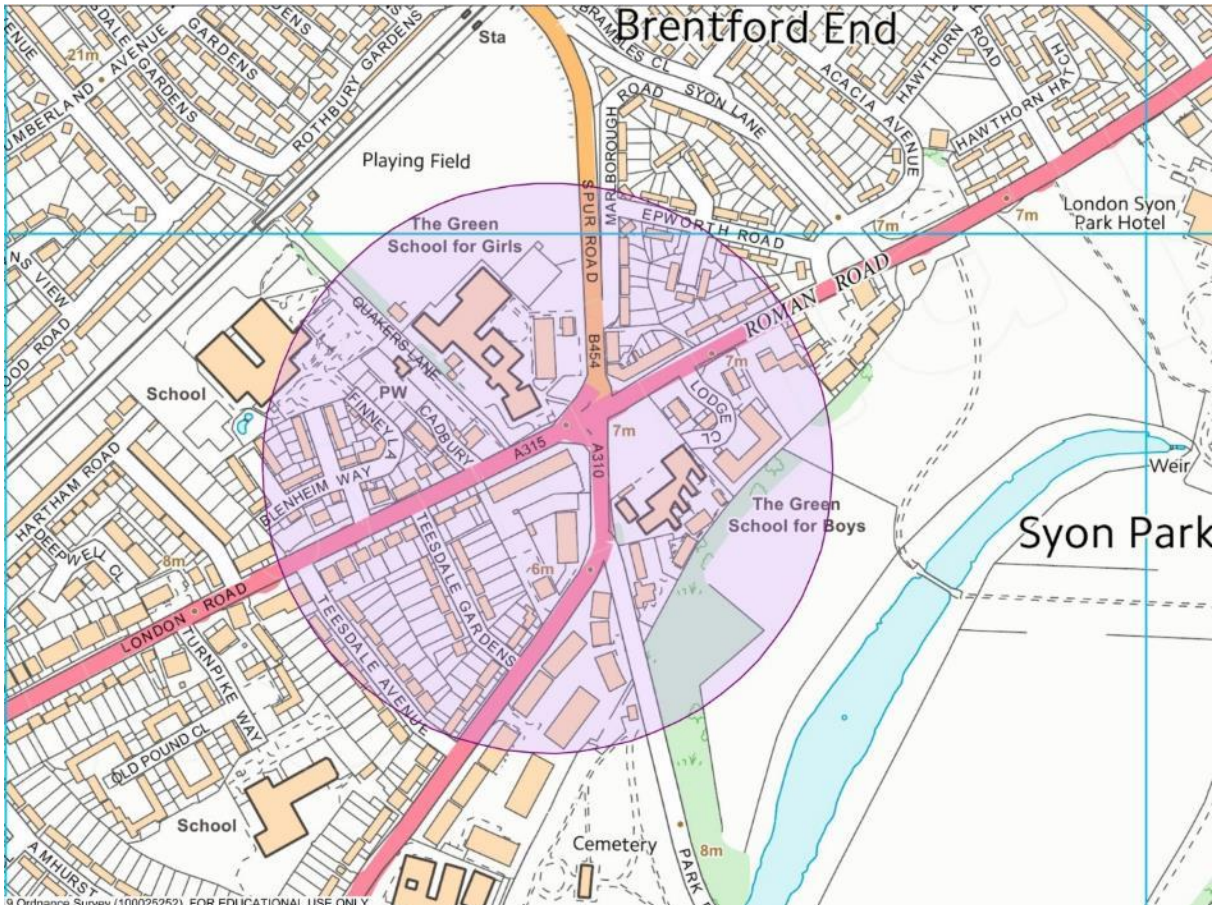 Brentford End
BRAMBLES CL
SYON LANE
ACACIA AVENUE
HAWTHORN
ROAD
HAWTHORN HATCH
GARDENS
21m
AVENUE
GARDENS
ROTHBURY GARDENS
Sta
ROAD
MARLBOROUGH
Playing Field
SPUR ROAD
EPWORTH ROAD
7m
7m
London Syon
Park Hotel
The Green
School for Girls
ROMAN ROAD
QUAKERS LANE
B454
7m
School
PW
FINNEY LA
CADBURY
LODGE CL
7m
A315
A310
HARTHAM ROAD
BLENHEIM WAY
Weir
The Green
School for Boys
Syon Park
DEEPWELL CL
8m
TEESDALE GARDENS
6m
LONDON ROAD
TEESDALE AVENUE
TURNPIKE WAY
OLD POUND CL
School
Cemetery
8m
PARK
AMHURST
9 Ordnance Survey (100025252). FOR EDUCATIONAL USE ONLY.